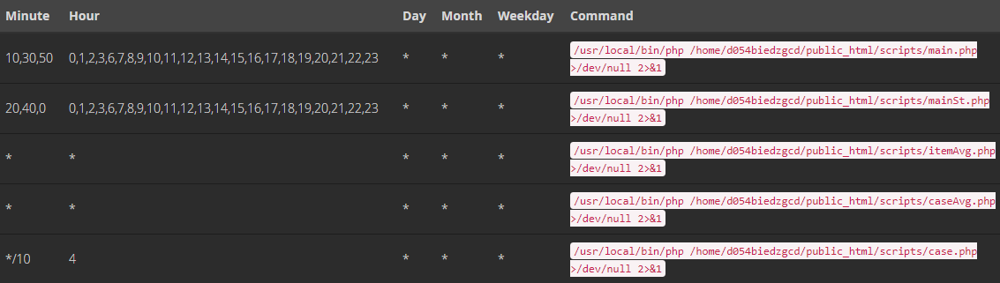 Minute Hour Day Month Weekday Command
10,30,50 0,1,2,3,6,7,8,9,10,11,12,13,14,15,16,17,18,19,20,21,22,23 * * * /usr/local/bin/php /home/d054biedzgcd/public_html/scripts/main.php
>/dev/null 2>&1
20,40,0 0,1,2,3,6,7,8,9,10,11,12,13,14,15,16,17,18,19,20,21,22,23 * * * /usr/local/bin/php /home/d054biedzgcd/public_html/scripts/mainSt.php
>/dev/null 2>&1
* * * * * /usr/local/bin/php /home/d054biedzgcd/public_html/scripts/itemAvg.php
>/dev/null 2>&1
* * * * * /usr/local/bin/php /home/d054biedzgcd/public_html/scripts/caseAvg.php
>/dev/null 2>&1
*/10 4 * * * /usr/local/bin/php /home/d054biedzgcd/public_html/scripts/case.php
>/dev/null 2>&1